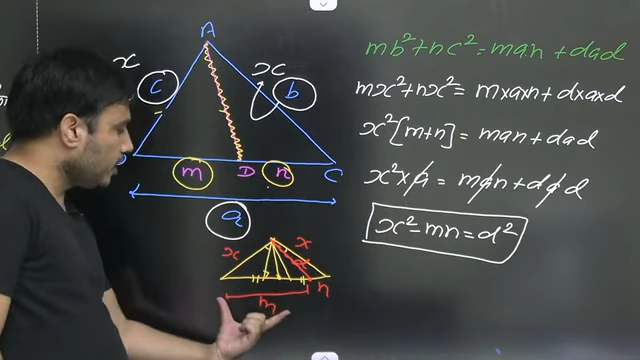 A
x
c
x
b
m
D
n
C
a
x
x
d
n
m
mb²+nc² = man + dad
mx²+nx² = m×a×n + d×a×d
x²[m+n] = man + dad
x²×a = man + dad
x²-mn = d²